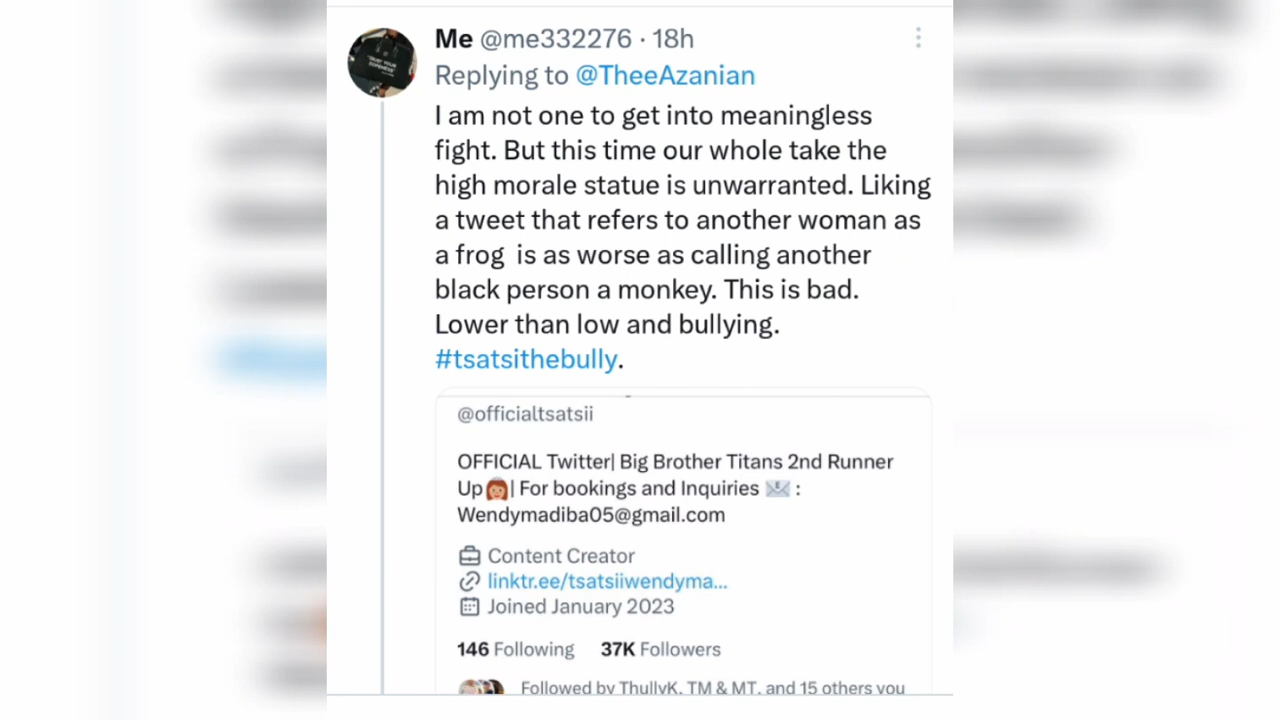 Me @me332276 · 18h
Replying to @TheeAzanian
I am not one to get into meaningless
fight. But this time our whole take the
high morale statue is unwarranted. Liking
a tweet that refers to another woman as
a frog  is as worse as calling another
black person a monkey. This is bad.
Lower than low and bullying.
#tsatsithebully.
@officialtsatsii
OFFICIAL Twitter| Big Brother Titans 2nd Runner
Up👩🏽‍🦰| For bookings and Inquiries 📧 :
Wendymadiba05@gmail.com
Content Creator
linktr.ee/tsatsiiwendyma...
Joined January 2023
146 Following 37K Followers
Followed by ThullyK, TM & MT, and 15 others you